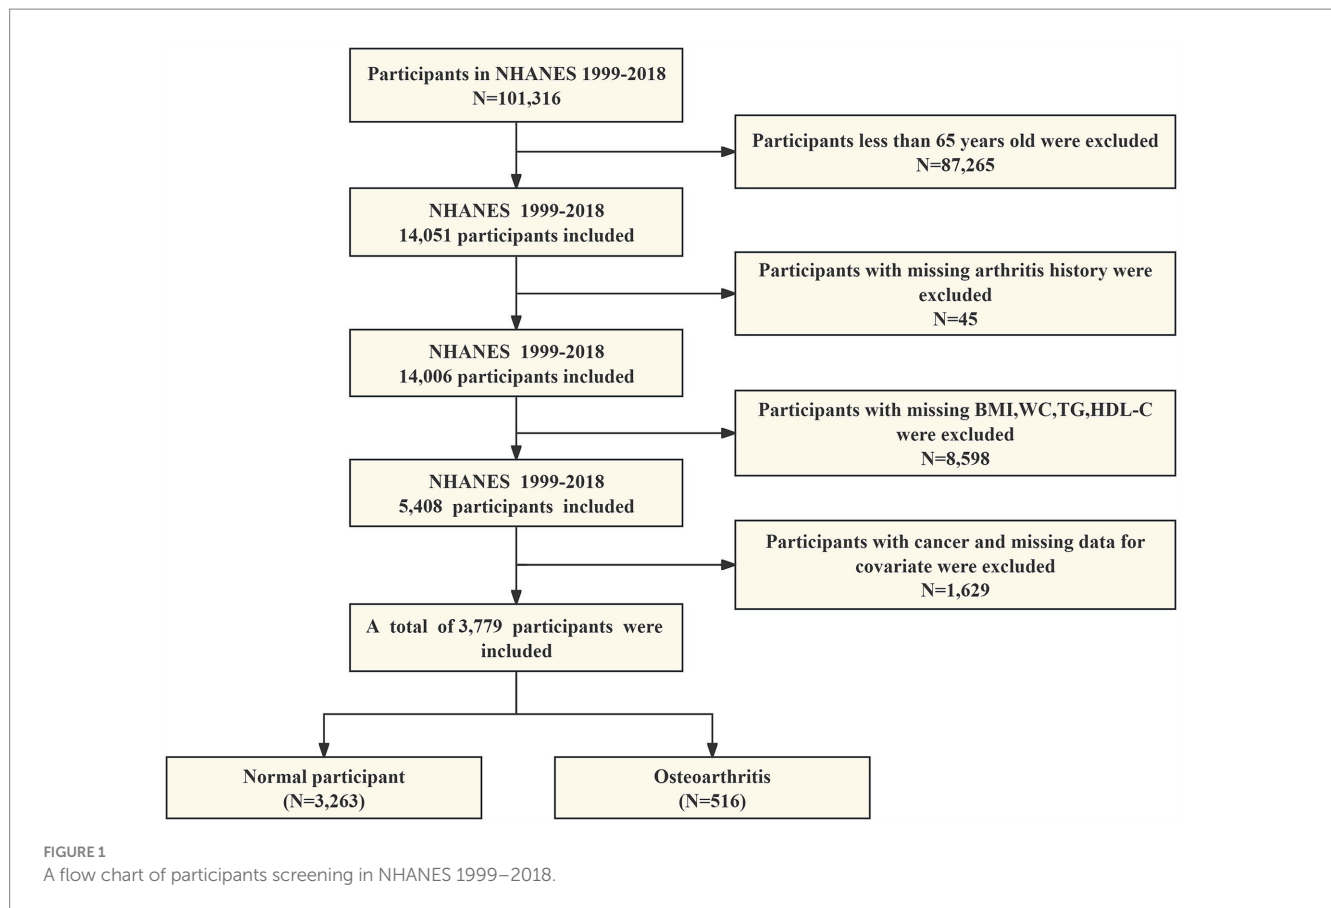 Participants in NHANES 1999-2018
N=101,316
Participants less than 65 years old were excluded
N=87,265
NHANES 1999-2018
14,051 participants included
Participants with missing arthritis history were
excluded
N=45
NHANES 1999-2018
14,006 participants included
Participants with missing BMI,WC,TG,HDL-C
were excluded
N=8,598
NHANES 1999-2018
5,408 participants included
Participants with cancer and missing data for
covariate were excluded
N=1,629
A total of 3,779 participants were
included
Normal participant
(N=3,263)
Osteoarthritis
(N=516)
FIGURE 1
A flow chart of participants screening in NHANES 1999–2018.